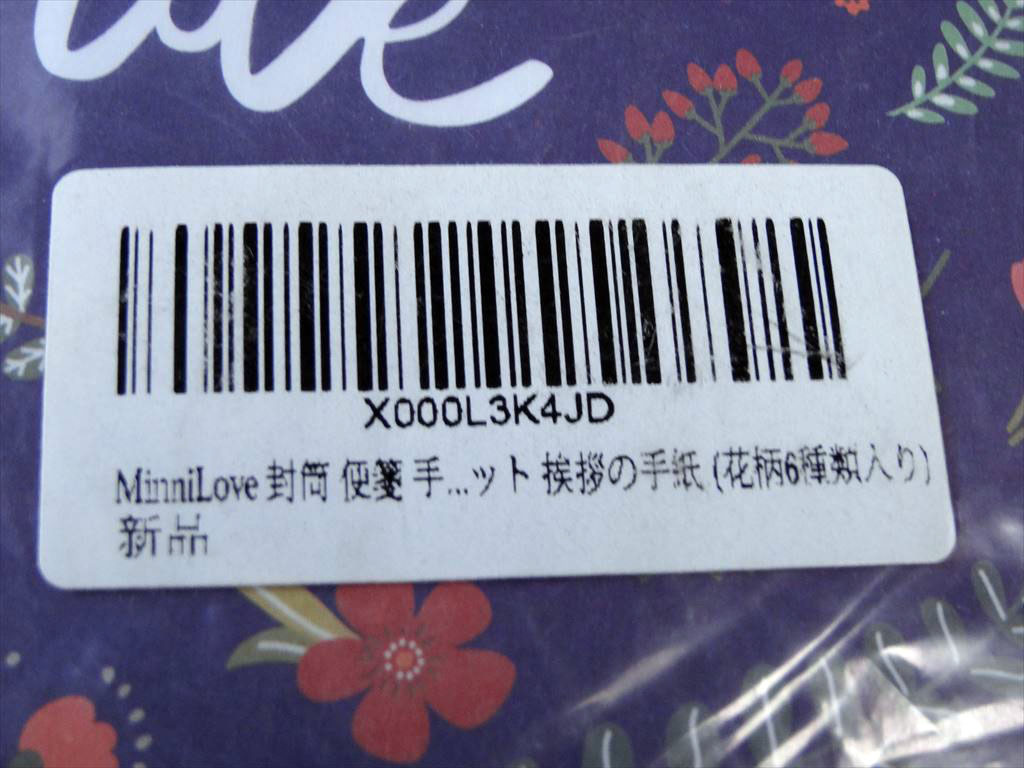 X000L3K4JD
MinniLove 封筒 便箋 手...ット 挨拶の手紙 (花柄6種類入り)
新品